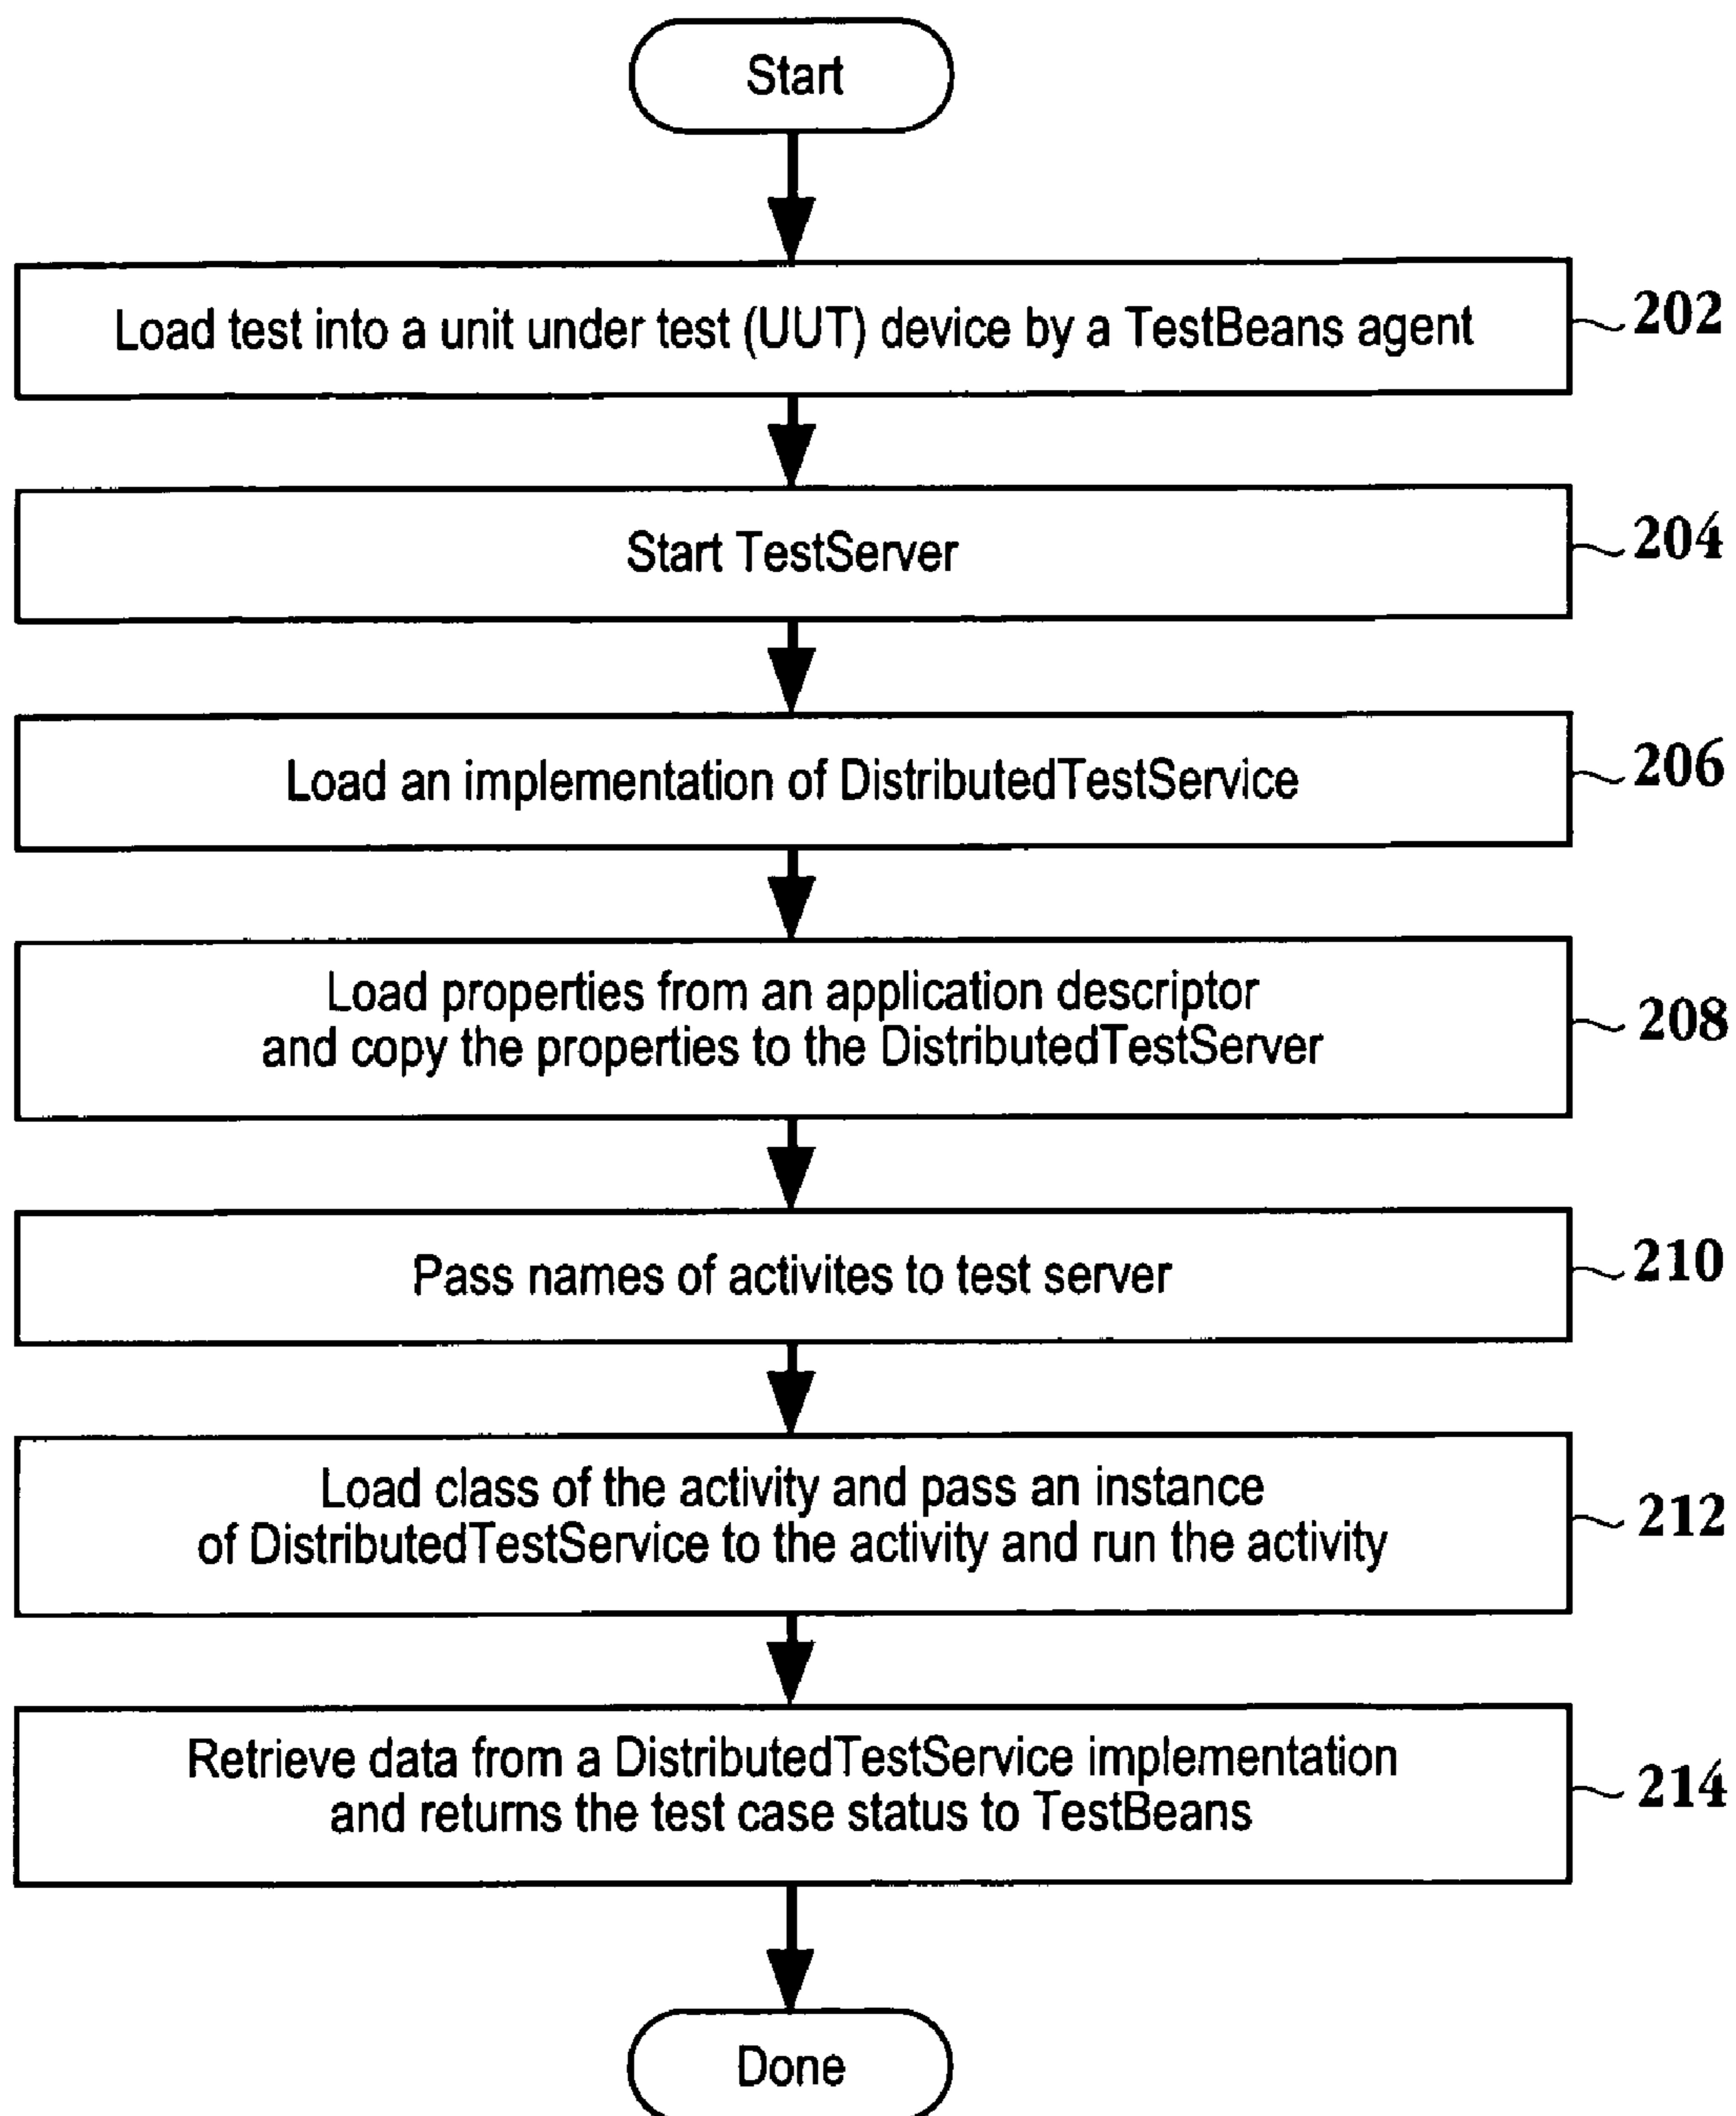 Start
Load test into a unit under test (UUT) device by a TestBeans agent
202
Start TestServer
204
Load an implementation of DistributedTestService
206
Load properties from an application descriptor
and copy the properties to the DistributedTestServer
208
Pass names of activites to test server
210
Load class of the activity and pass an instance
of DistributedTestService to the activity and run the activity
212
Retrieve data from a DistributedTestService implementation
and returns the test case status to TestBeans
214
Done